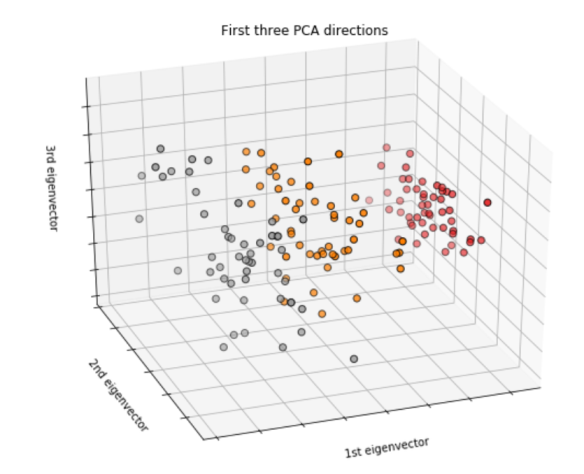 First three PCA directions
3rd eigenvector
2nd eigenvector
1st eigenvector